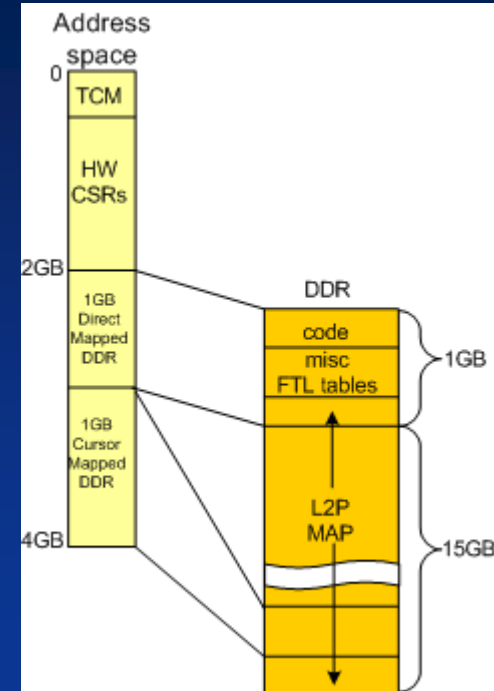 Address
space
0
TCM
HW
CSRs
2GB
1GB
Direct
Mapped
DDR
1GB
Cursor
Mapped
DDR
4GB
DDR
code
misc
FTL tables
1GB
L2P
MAP
15GB